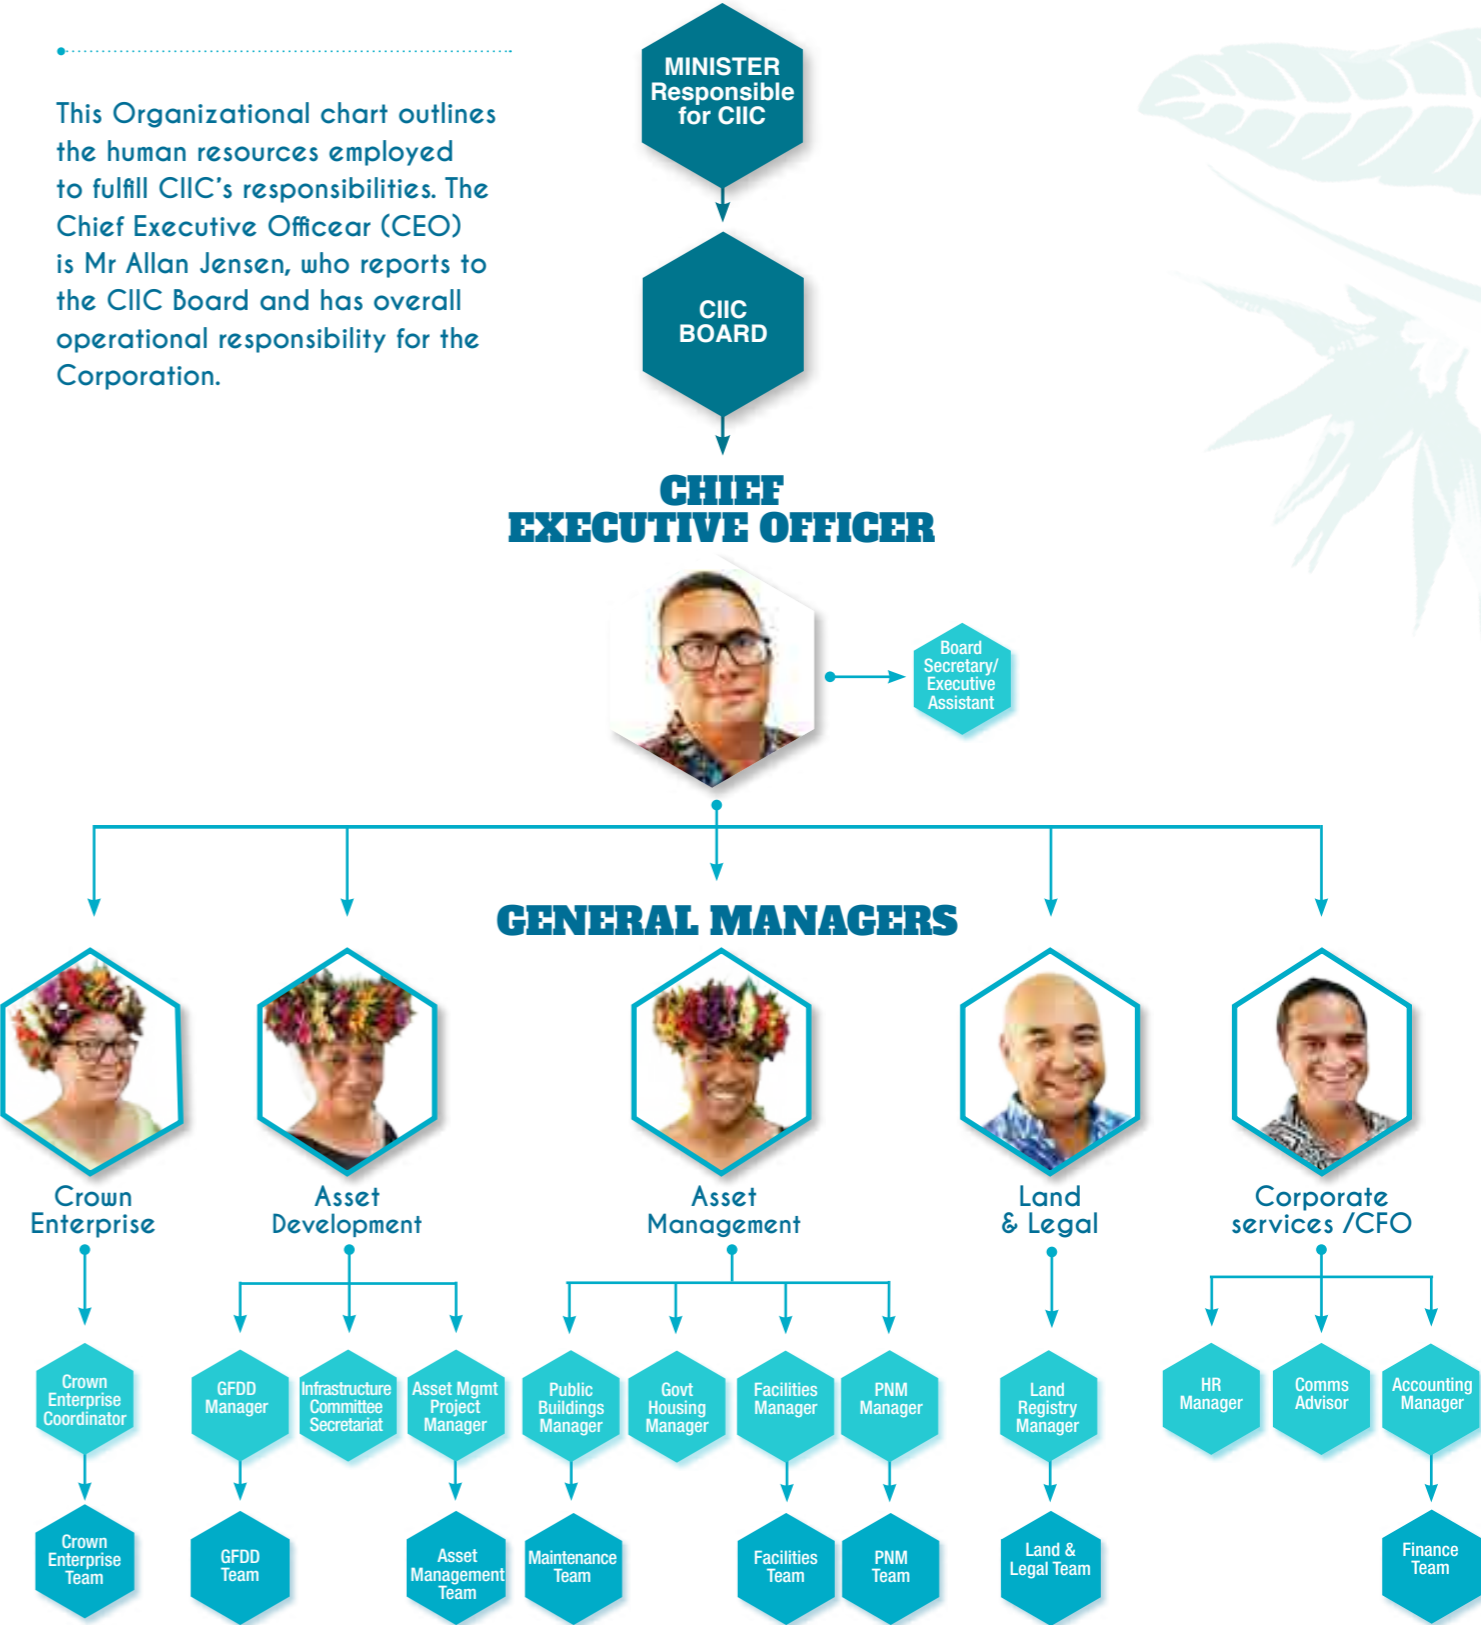 This Organizational chart outlines
the human resources employed
to fulfill CIIC's responsibilities. The
Chief Executive Officear (CEO)
is Mr Allan Jensen, who reports to
the CIIC Board and has overall
operational responsibility for the
Corporation.
MINISTER
Responsible
for CIIC
CIIC
BOARD
CHIEF
EXECUTIVE OFFICER
Board
Secretary/
Executive
Assistant
GENERAL MANAGERS
Crown
Enterprise
Asset
Development
Asset
Management
Land
& Legal
Corporate
services /CFO
Crown
Enterprise
Coordinator
GFDD
Manager
Infrastructure
Committee
Secretariat
Asset Mgmt
Project
Manager
Public
Buildings
Manager
Govt
Housing
Manager
Facilities
Manager
PNM
Manager
Land
Registry
Manager
HR
Manager
Comms
Advisor
Accounting
Manager
Crown
Enterprise
Team
GFDD
Team
Asset
Management
Team
Maintenance
Team
Facilities
Team
PNM
Team
Land &
Legal Team
Finance
Team